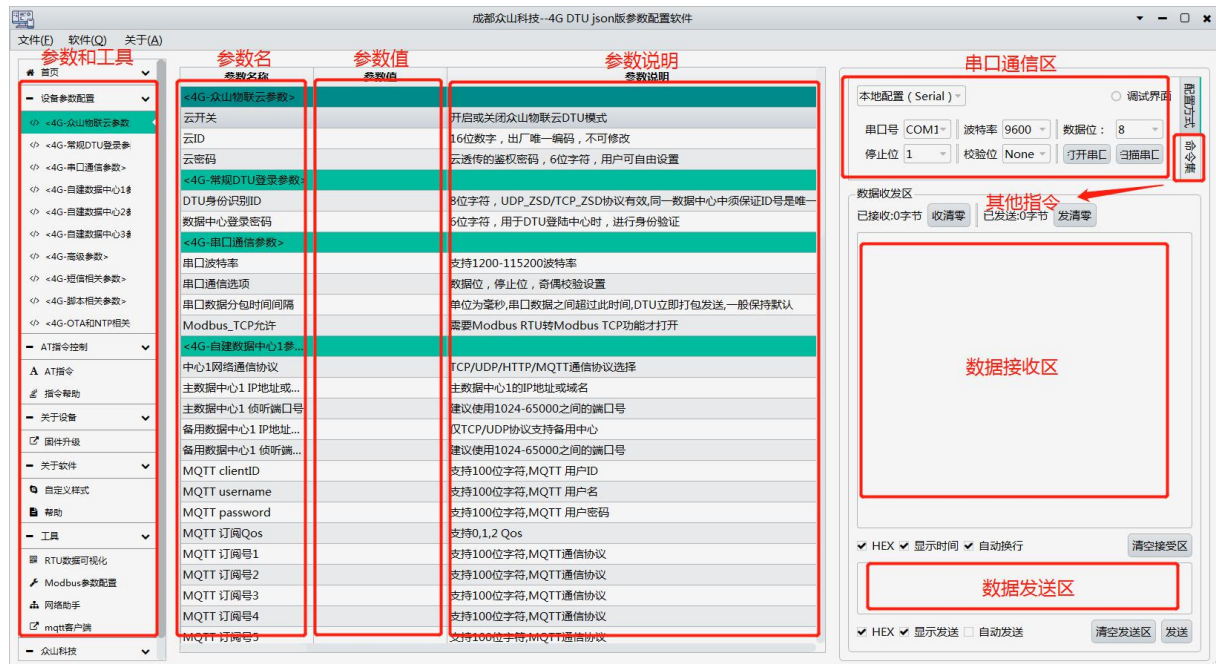 成都众山科技--4G DTU json版参数配置软件
文件(F) 软件(Q) 关于(A)
参数和工具
首页
设备参数配置
<4G-众山物联云参数
<4G-常规DTU登录参
<4G-串口通信参数>
<4G-自建数据中心1参
<4G-自建数据中心2参
<4G-自建数据中心3参
<4G-高级参数>
<4G-短信相关参数>
<4G-脚本相关参数>
<4G-OTA和NTP相关
AT指令控制
A AT指令
指令帮助
关于设备
固件升级
关于软件
自定义样式
帮助
工具
RTU数据可视化
Modbus参数配置
网络助手
mqtt客户端
众山科技
参数名 参数值 参数说明
参数名称 参数值 参数说明
<4G-众山物联云参数>
云开关 开启或关闭众山物联云DTU模式
云ID 16位数字，出厂唯一编码，不可修改
云密码 云透传的鉴权密码，6位字符，用户可自由设置
<4G-常规DTU登录参数>
DTU身份识别ID 8位字符，UDP_ZSD/TCP_ZSD协议有效,同一数据中心中须保证ID号是唯一
数据中心登录密码 6位字符，用于DTU登陆中心时，进行身份验证
<4G-串口通信参数>
串口波特率 支持1200-115200波特率
串口通信选项 数据位，停止位，奇偶校验设置
串口数据分包时间间隔 单位为毫秒,串口数据之间超过此时间,DTU立即打包发送,一般保持默认
Modbus_TCP允许 需要Modbus RTU转Modbus TCP功能才打开
<4G-自建数据中心1参...
中心1网络通信协议 TCP/UDP/HTTP/MQTT通信协议选择
主数据中心1 IP地址或... 主数据中心1的IP地址或域名
主数据中心1 侦听端口号 建议使用1024-65000之间的端口号
备用数据中心1 IP地址... 仅TCP/UDP协议支持备用中心
备用数据中心1 侦听端... 建议使用1024-65000之间的端口号
MQTT clientID 支持100位字符,MQTT 用户ID
MQTT username 支持100位字符,MQTT 用户名
MQTT password 支持100位字符,MQTT 用户密码
MQTT 订阅Qos 支持0,1,2 Qos
MQTT 订阅号1 支持100位字符,MQTT通信协议
MQTT 订阅号2 支持100位字符,MQTT通信协议
MQTT 订阅号3 支持100位字符,MQTT通信协议
MQTT 订阅号4 支持100位字符,MQTT通信协议
MQTT 订阅号5 支持100位字符,MQTT通信协议
串口通信区
本地配置 ( Serial ) 调试界面
串口号 COM1 波特率 9600 数据位： 8
停止位 1 校验位 None 打开串口 扫描串口
配置方式
命令集
数据收发区
其他指令
已接收:0字节 收清零 已发送:0字节 发清零
数据接收区
HEX 显示时间 自动换行 清空接受区
数据发送区
HEX 显示发送 自动发送 清空发送区 发送